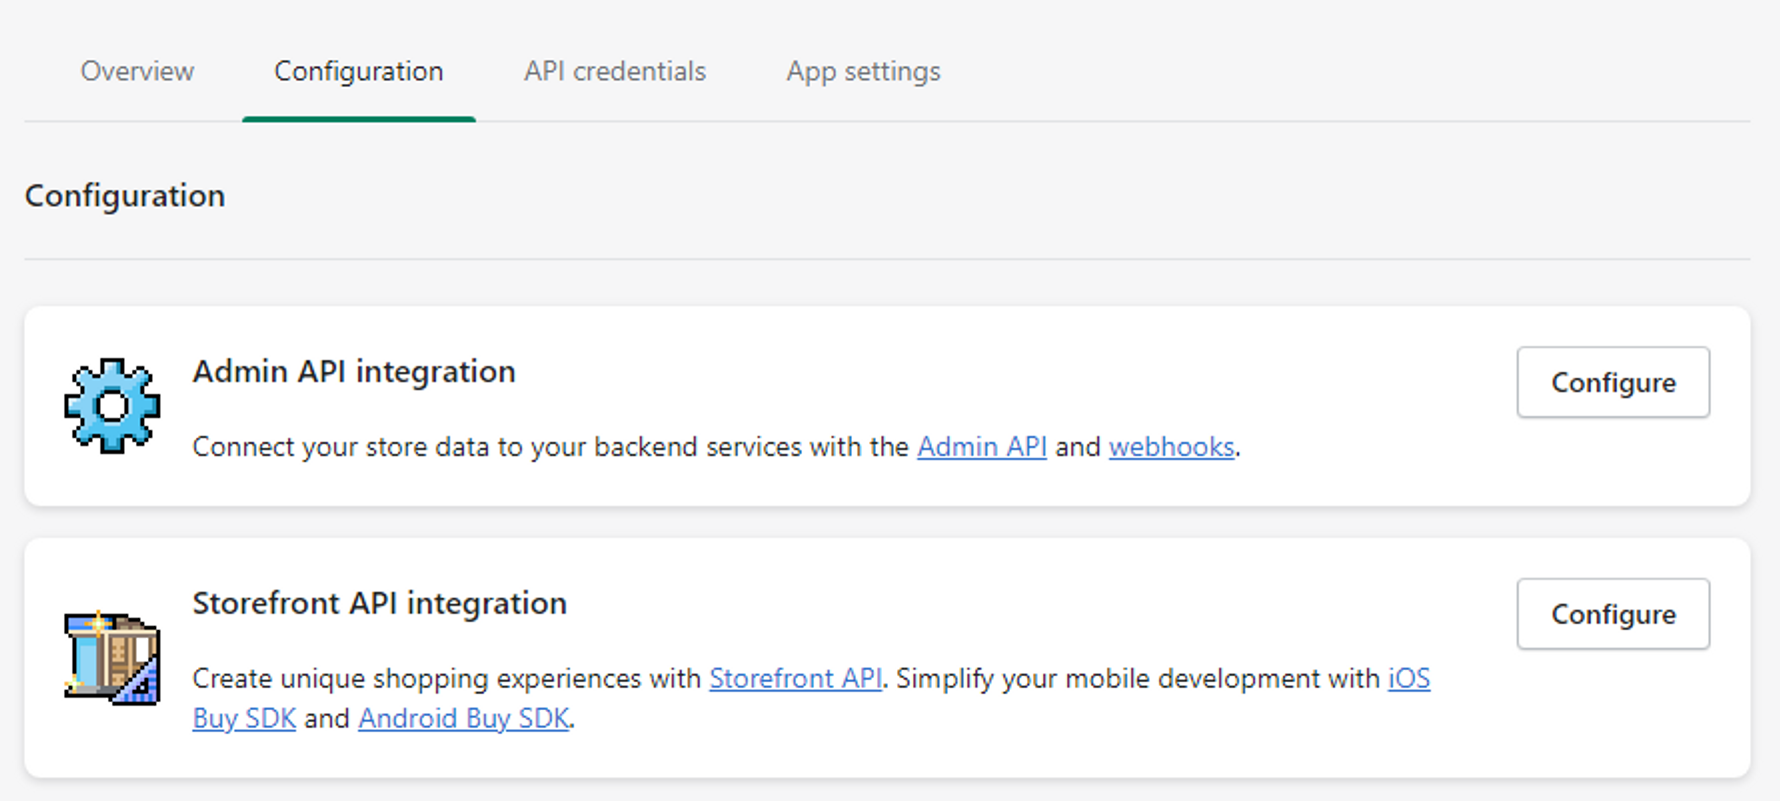 Overview Configuration API credentials App settings
Configuration
Admin API integration
Configure
Connect your store data to your backend services with the Admin API and webhooks.
Storefront API integration
Configure
Create unique shopping experiences with Storefront API. Simplify your mobile development with iOS
Buy SDK and Android Buy SDK.